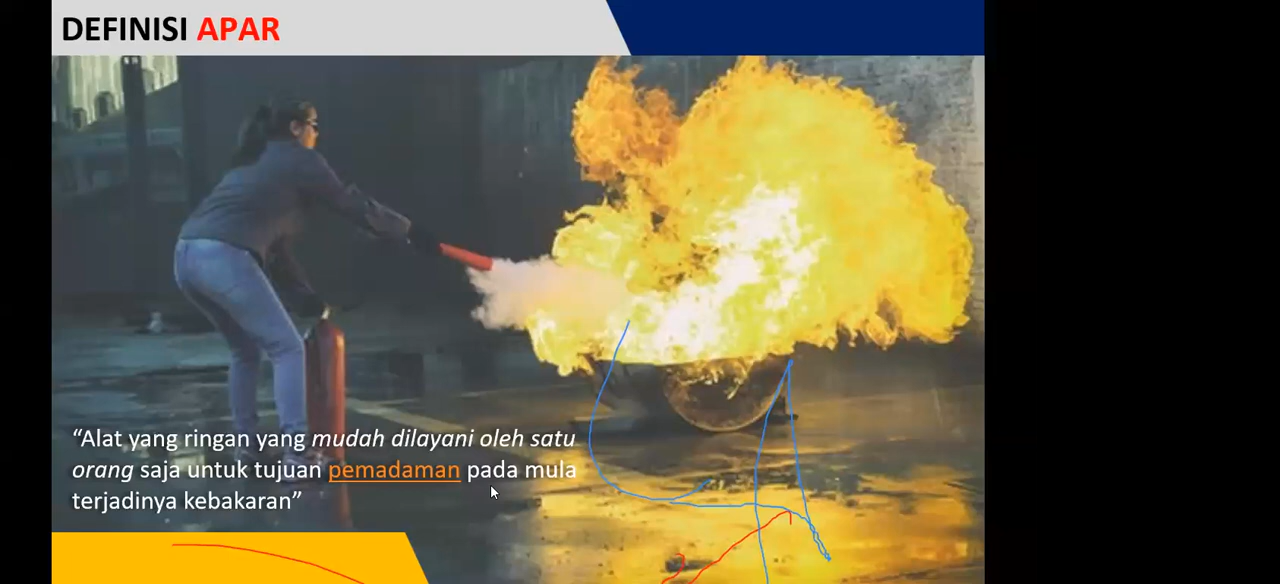 DEFINISI APAR
“Alat yang ringan yang mudah dilayani oleh satu
orang saja untuk tujuan pemadaman pada mula
terjadinya kebakaran”